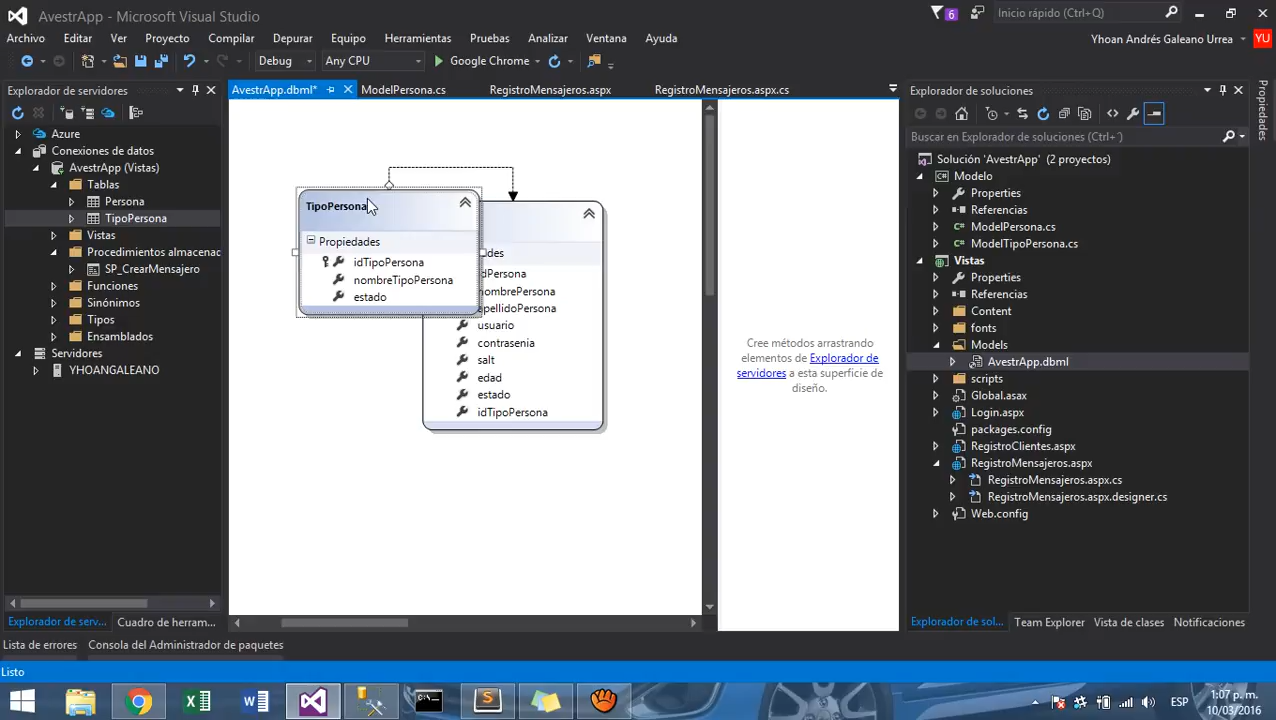 AvestrApp - Microsoft Visual Studio
6
Inicio rápido (Ctrl+Q)
Archivo Editar Ver Proyecto Compilar Depurar Equipo Herramientas Pruebas Analizar Ventana Ayuda
Yhoan Andrés Galeano Urrea YU
Debug Any CPU Google Chrome
Explorador de servidores
AvestrApp.dbml* ModelPersona.cs RegistroMensajeros.aspx RegistroMensajeros.aspx.cs
Explorador de soluciones
Propiedades
Azure
Conexiones de datos
AvestrApp (Vistas)
Tablas
Persona
TipoPersona
Vistas
Procedimientos almacenad
SP_CrearMensajero
Funciones
Sinónimos
Tipos
Ensamblados
Servidores
YHOANGALEANO
TipoPersona
Propiedades
idTipoPersona
nombreTipoPersona
estado
des
dPersona
nombrePersona
apellidoPersona
usuario
contrasenia
salt
edad
estado
idTipoPersona
Cree métodos arrastrando
elementos de Explorador de
servidores a esta superficie de
diseño.
Buscar en Explorador de soluciones (Ctrl+´)
Solución 'AvestrApp' (2 proyectos)
Modelo
Properties
Referencias
ModelPersona.cs
ModelTipoPersona.cs
Vistas
Properties
Referencias
Content
fonts
Models
AvestrApp.dbml
scripts
Global.asax
Login.aspx
packages.config
RegistroClientes.aspx
RegistroMensajeros.aspx
RegistroMensajeros.aspx.cs
RegistroMensajeros.aspx.designer.cs
Web.config
Explorador de serv... Cuadro de herram...
Explorador de sol... Team Explorer Vista de clases Notificaciones
Lista de errores Consola del Administrador de paquetes
Listo
ESP
1:07 p. m.
10/03/2016